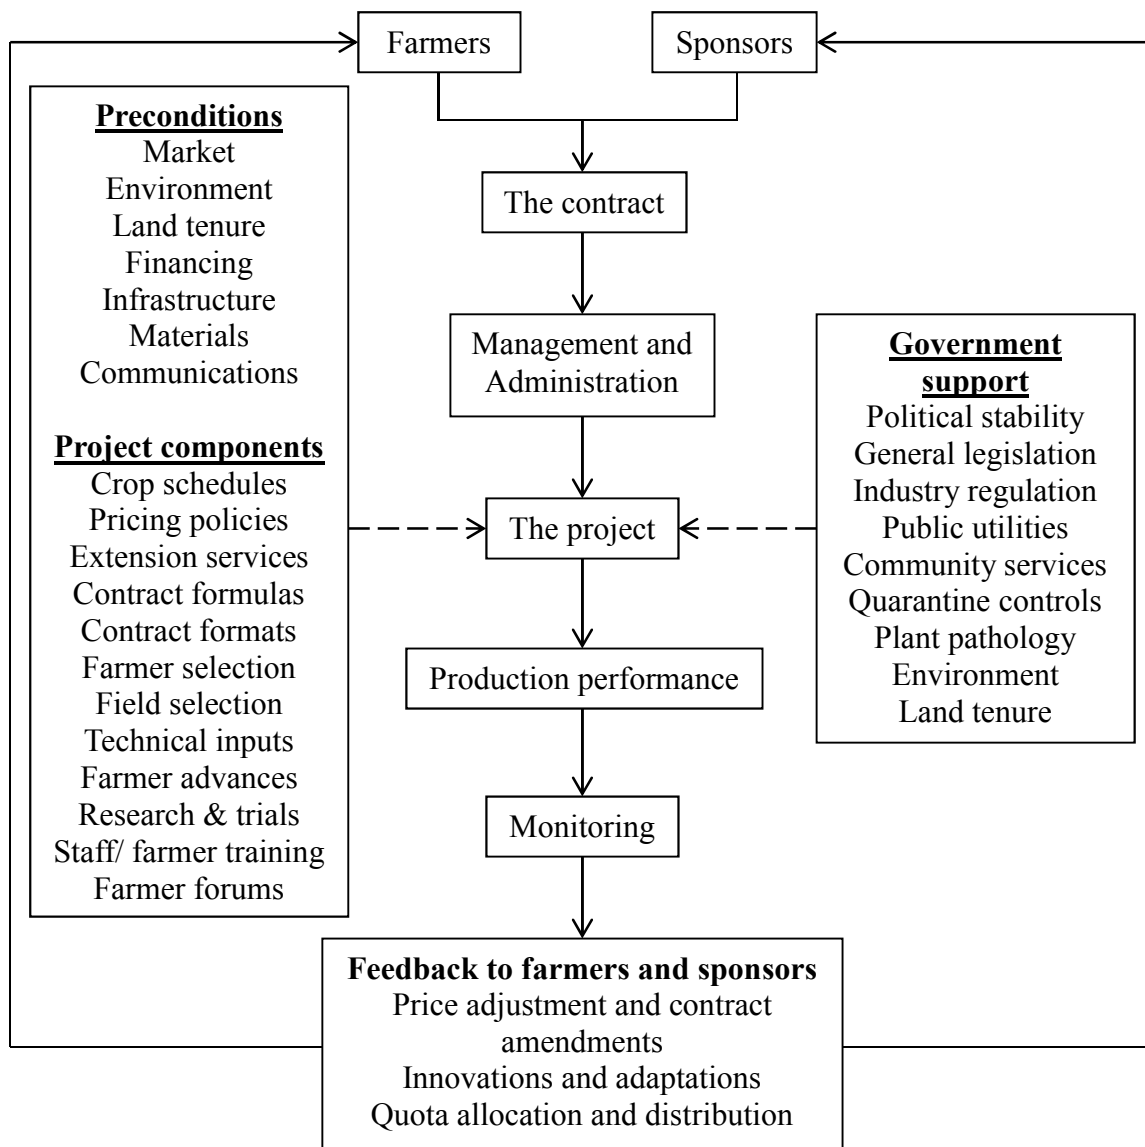 Farmers
Sponsors
Preconditions
Market
Environment
Land tenure
Financing
Infrastructure
Materials
Communications
Project components
Crop schedules
Pricing policies
Extension services
Contract formulas
Contract formats
Farmer selection
Field selection
Technical inputs
Farmer advances
Research & trials
Staff/ farmer training
Farmer forums
The contract
Management and
Administration
The project
Production performance
Monitoring
Government
support
Political stability
General legislation
Industry regulation
Public utilities
Community services
Quarantine controls
Plant pathology
Environment
Land tenure
Feedback to farmers and sponsors
Price adjustment and contract
amendments
Innovations and adaptations
Quota allocation and distribution